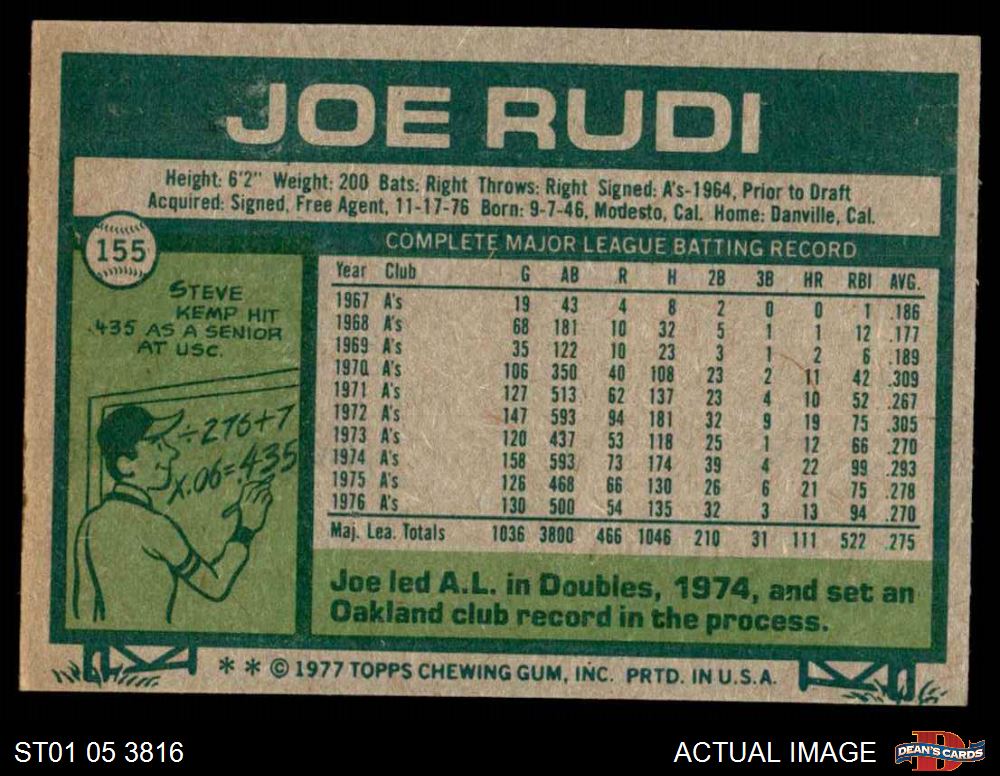 JOE RUDI
Height: 6'2" Weight: 200 Bats: Right Throws: Right Signed: A's-1964, Prior to Draft
Acquired: Signed, Free Agent, 11-17-76 Born: 9-7-46, Modesto, Cal. Home: Danville, Cal.
155
COMPLETE MAJOR LEAGUE BATTING RECORD
STEVE
KEMP HIT
.435 AS A SENIOR
AT USC.
÷276+7
x.06=.435
Year Club G AB R H 2B 3B HR RBI AVG.
1967 A's 19 43 4 8 2 0 0 1 .186
1968 A's 68 181 10 32 5 1 1 12 .177
1969 A's 35 122 10 23 3 1 2 6 .189
1970 A's 106 350 40 108 23 2 11 42 .309
1971 A's 127 513 62 137 23 4 10 52 .267
1972 A's 147 593 94 181 32 9 19 75 .305
1973 A's 120 437 53 118 25 1 12 66 .270
1974 A's 158 593 73 174 39 4 22 99 .293
1975 A's 126 468 66 130 26 6 21 75 .278
1976 A's 130 500 54 135 32 3 13 94 .270
Maj. Lea. Totals 1036 3800 466 1046 210 31 111 522 .275
Joe led A.L. in Doubles, 1974, and set an
Oakland club record in the process.
* * © 1977 TOPPS CHEWING GUM, INC. PRTD. IN U.S.A.
ST01 05 3816
ACTUAL IMAGE
D
DEAN'S CARDS